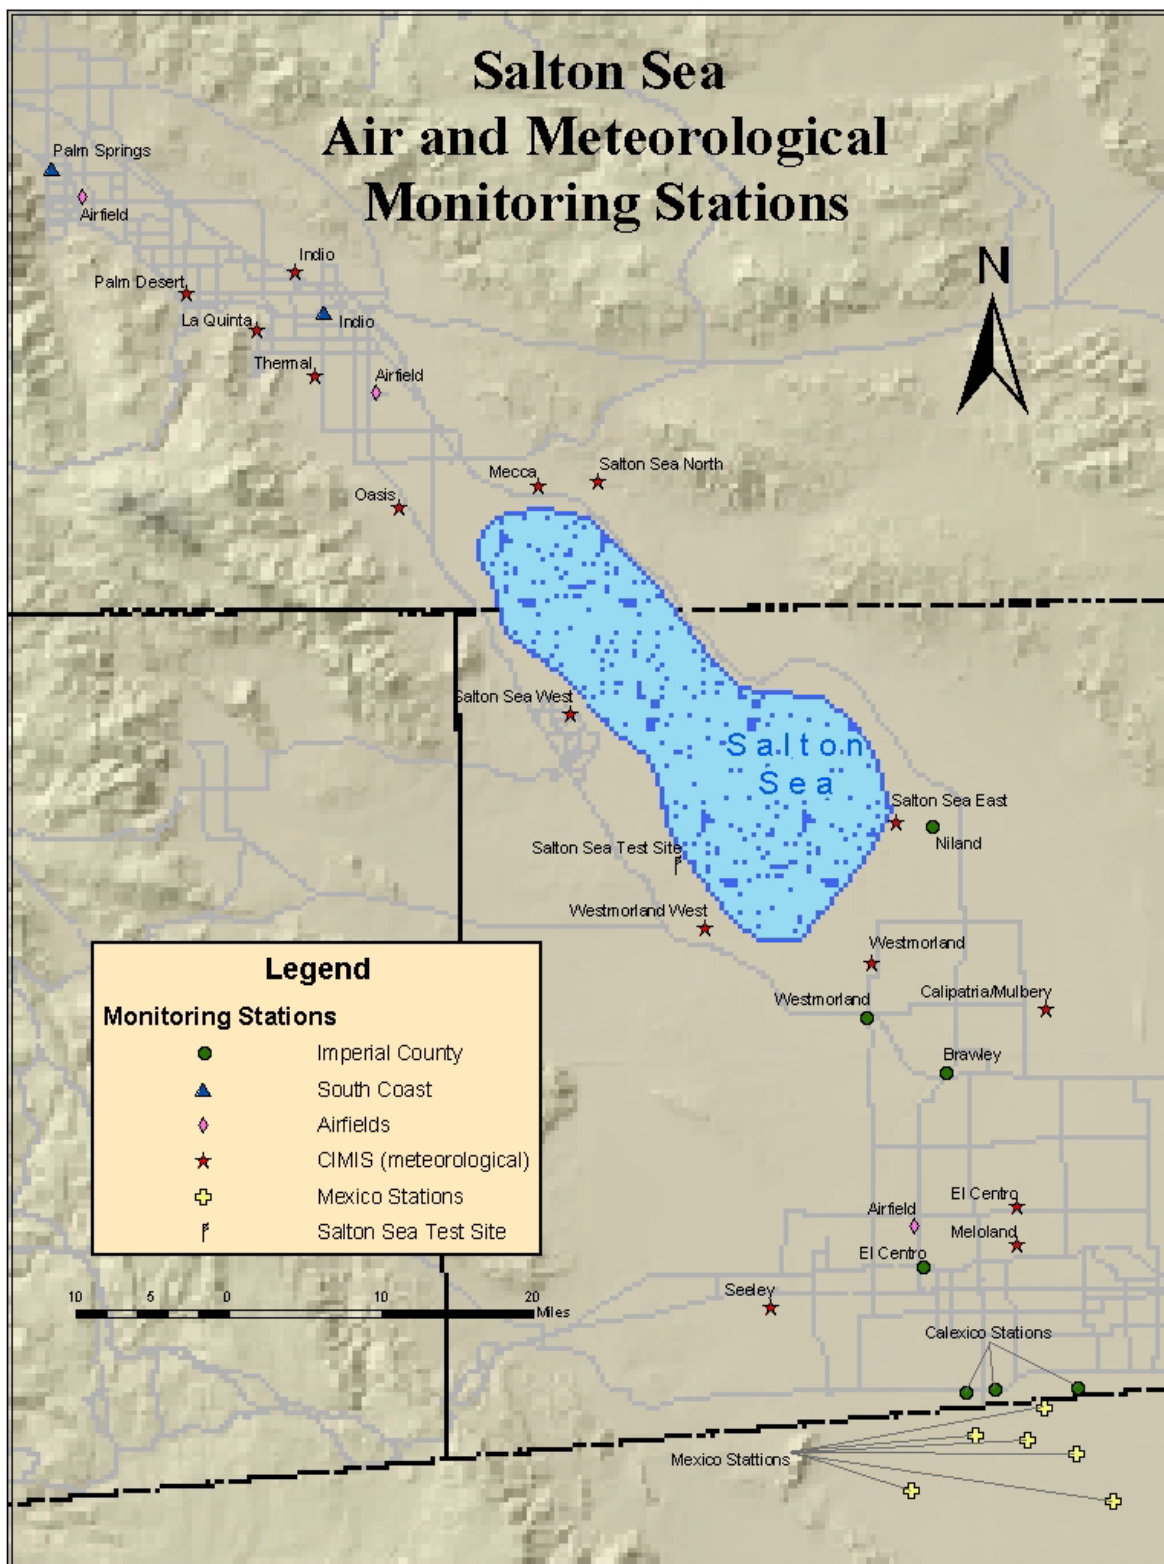 Salton Sea
Air and Meteorological
Monitoring Stations
Palm Springs
Airfield
N
Indio
Palm Desert
La Quinta
Indio
Thermal
Airfield
Mecca
Salton Sea North
Oasis
Salton Sea West
Salton
Sea
Salton Sea East
Niland
Salton Sea Test Site
Westmorland West
Westmorland
Westmorland
Calipatria/Mulbery
Brawley
Legend
Monitoring Stations
Imperial County
South Coast
Airfields
CIMIS (meteorological)
Mexico Stations
Salton Sea Test Site
El Centro
Airfield
Meloland
El Centro
Seeley
10 5 0 10 20
Miles
Calexico Stations
Mexico Stattions